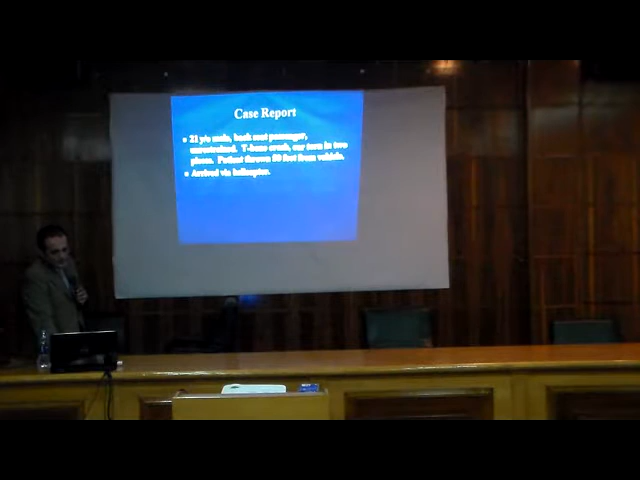 Case Report
21 y/o male, back seat passenger,
unrestrained. T-bone crash, car torn in two
pieces. Patient thrown 50 feet from vehicle.
Arrived via helicopter.